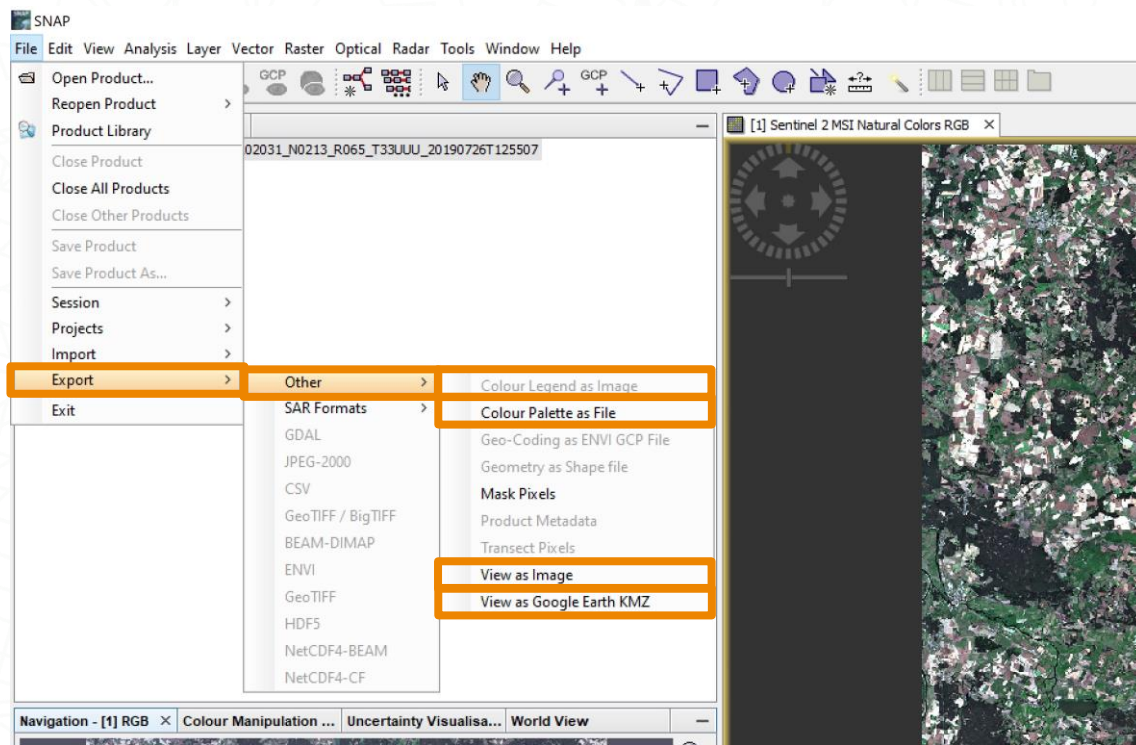 SNAP
File Edit View Analysis Layer Vector Raster Optical Radar Tools Window Help
Open Product...
GCP
GCP
Reopen Product
Product Library
[1] Sentinel 2 MSI Natural Colors RGB
Close Product
02031_N0213_R065_T33UUU_20190726T125507
Close All Products
Close Other Products
Save Product
Save Product As...
Session
Projects
Import
Export
Exit
Other
SAR Formats
GDAL
JPEG-2000
CSV
GeoTIFF / BigTIFF
BEAM-DIMAP
ENVI
GeoTIFF
HDF5
NetCDF4-BEAM
NetCDF4-CF
Colour Legend as Image
Colour Palette as File
Geo-Coding as ENVI GCP File
Geometry as Shape file
Mask Pixels
Product Metadata
Transect Pixels
View as Image
View as Google Earth KMZ
Navigation - [1] RGB
Colour Manipulation ...
Uncertainty Visualisa...
World View